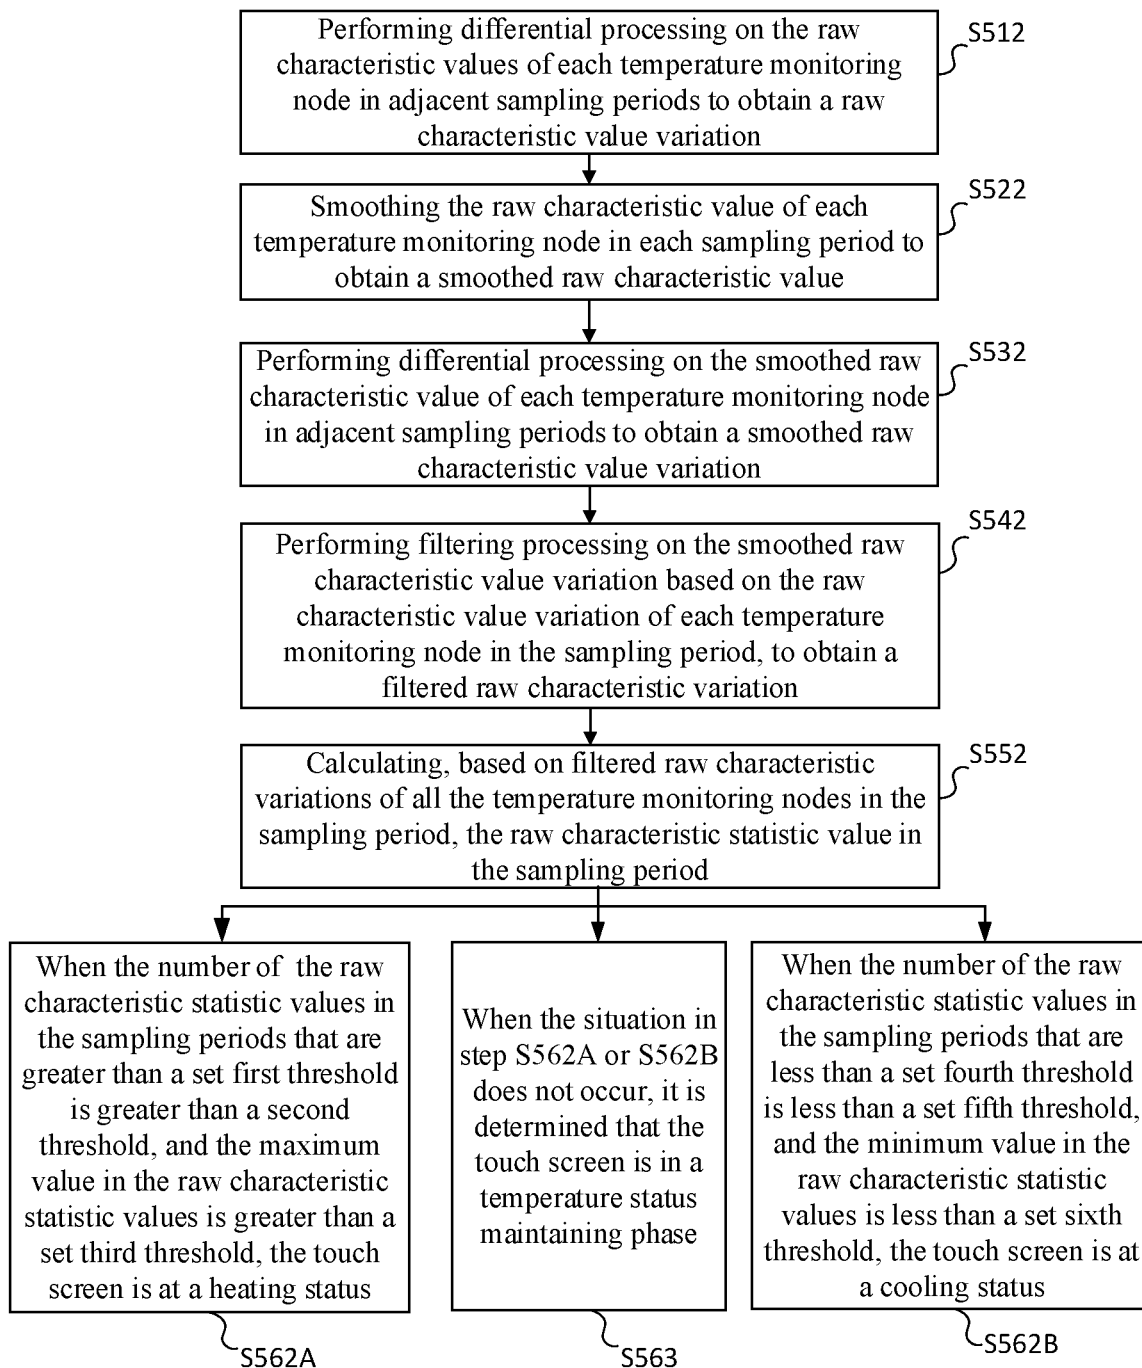 Performing differential processing on the raw
characteristic values of each temperature monitoring
node in adjacent sampling periods to obtain a raw
characteristic value variation
S512
Smoothing the raw characteristic value of each
temperature monitoring node in each sampling period to
obtain a smoothed raw characteristic value
S522
Performing differential processing on the smoothed raw
characteristic value of each temperature monitoring node
in adjacent sampling periods to obtain a smoothed raw
characteristic value variation
S532
Performing filtering processing on the smoothed raw
characteristic value variation based on the raw
characteristic value variation of each temperature
monitoring node in the sampling period, to obtain a
filtered raw characteristic variation
S542
Calculating, based on filtered raw characteristic
variations of all the temperature monitoring nodes in the
sampling period, the raw characteristic statistic value in
the sampling period
S552
When the number of the raw
characteristic statistic values in
the sampling periods that are
greater than a set first threshold
is greater than a second
threshold, and the maximum
value in the raw characteristic
statistic values is greater than a
set third threshold, the touch
screen is at a heating status
S562A
When the situation in
step S562A or S562B
does not occur, it is
determined that the
touch screen is in a
temperature status
maintaining phase
S563
When the number of the raw
characteristic statistic values in
the sampling periods that are
less than a set fourth threshold
is less than a set fifth threshold,
and the minimum value in the
raw characteristic statistic
values is less than a set sixth
threshold, the touch screen is at
a cooling status
S562B